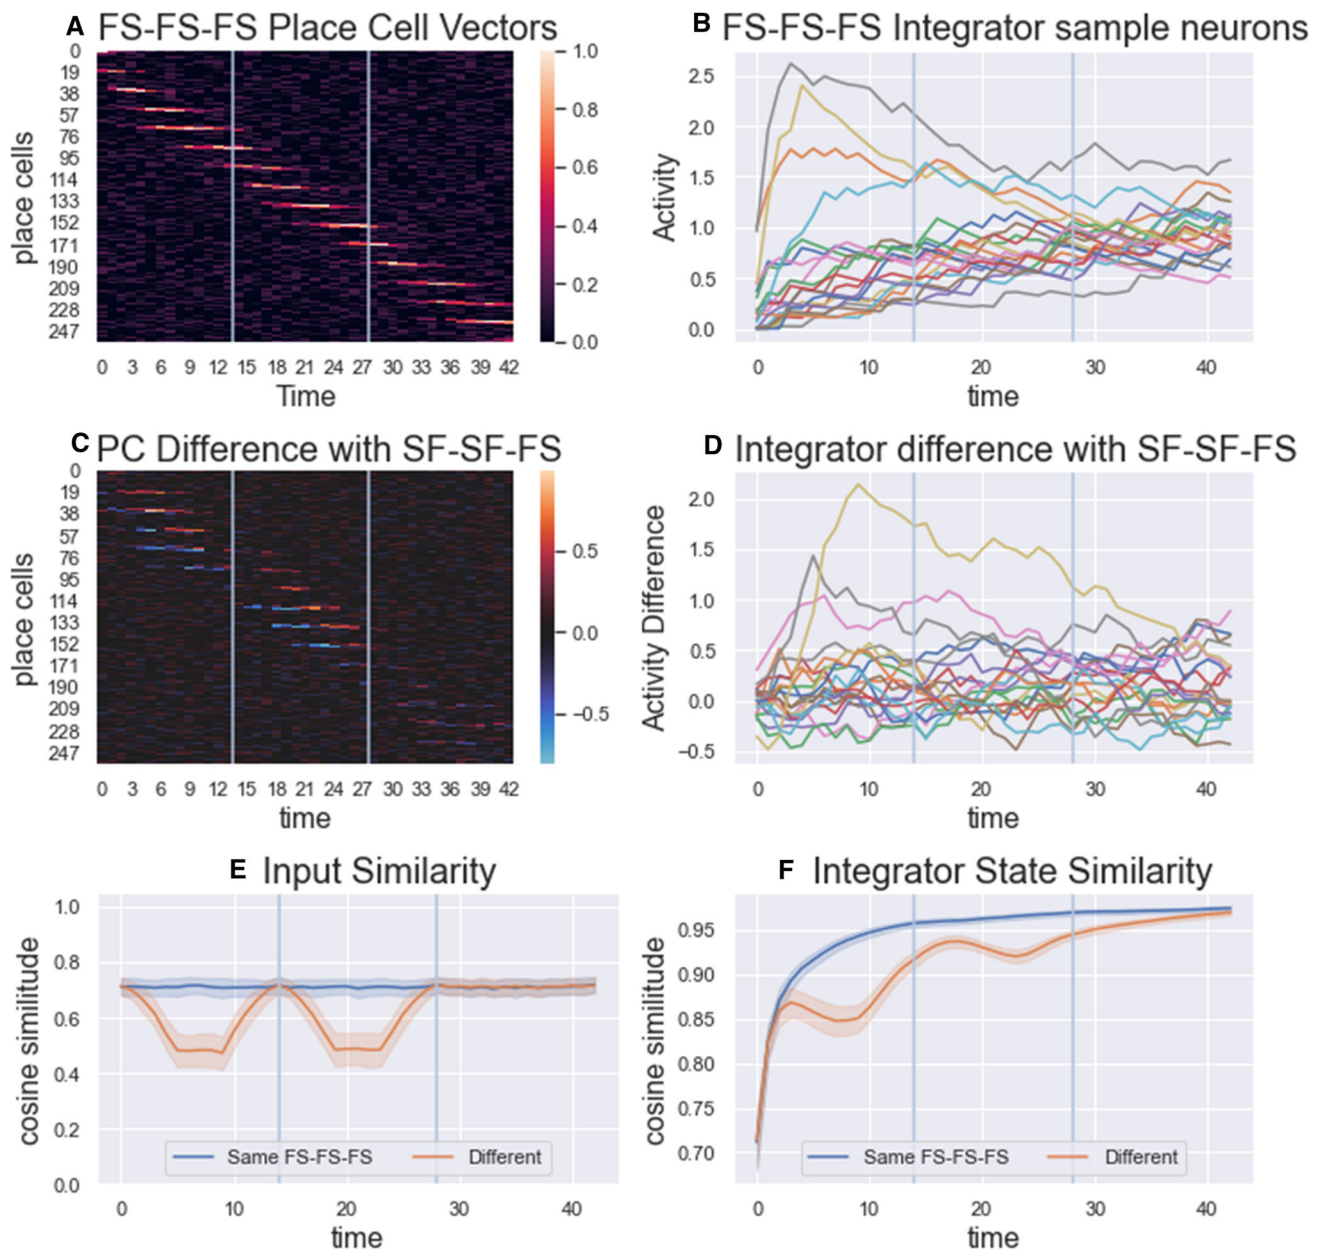 A FS-FS-FS Place Cell Vectors
place cells
0
19
38
57
76
95
114
133
152
171
190
209
228
247
0 3 6 9 12 15 18 21 24 27 30 33 36 39 42
Time
1.0
0.8
0.6
0.4
0.2
0.0
B FS-FS-FS Integrator sample neurons
Activity
2.5
2.0
1.5
1.0
0.5
0.0
0 10 20 30 40
time
C PC Difference with SF-SF-FS
place cells
0
19
38
57
76
95
114
133
152
171
190
209
228
247
0 3 6 9 12 15 18 21 24 27 30 33 36 39 42
time
0.5
0.0
−0.5
D Integrator difference with SF-SF-FS
Activity Difference
2.0
1.5
1.0
0.5
0.0
−0.5
0 10 20 30 40
time
E Input Similarity
cosine similitude
1.0
0.8
0.6
0.4
0.2
0.0
Same FS-FS-FS Different
0 10 20 30 40
time
F Integrator State Similarity
cosine similitude
0.95
0.90
0.85
0.80
0.75
0.70
Same FS-FS-FS Different
0 10 20 30 40
time